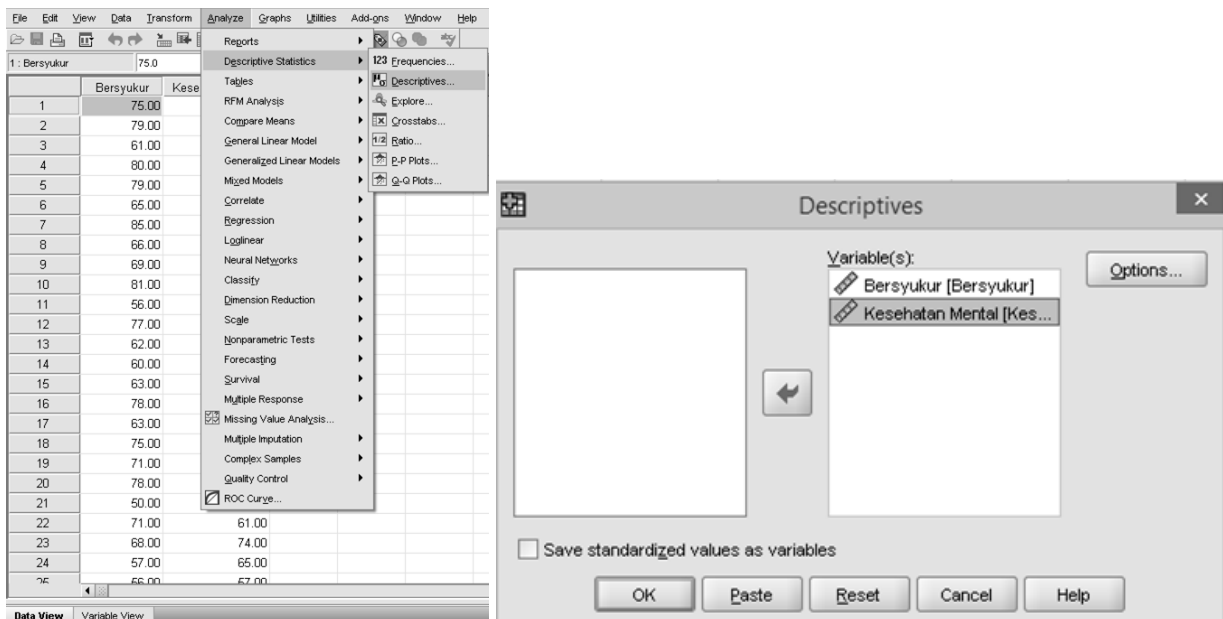 File Edit View Data Transform Analyze Graphs Utilities Add-ons Window Help
1 : Bersyukur 75.0
Bersyukur Kese
1 75.00
2 79.00
3 61.00
4 80.00
5 79.00
6 65.00
7 85.00
8 66.00
9 69.00
10 81.00
11 56.00
12 77.00
13 62.00
14 60.00
15 63.00
16 78.00
17 63.00
18 75.00
19 71.00
20 78.00
21 50.00
22 71.00 61.00
23 68.00 74.00
24 57.00 65.00
25 66.00 67.00
Data View Variable View
Reports
Descriptive Statistics
Tables
RFM Analysis
Compare Means
General Linear Model
Generalized Linear Models
Mixed Models
Correlate
Regression
Loglinear
Neural Networks
Classify
Dimension Reduction
Scale
Nonparametric Tests
Forecasting
Survival
Multiple Response
Missing Value Analysis...
Multiple Imputation
Complex Samples
Quality Control
ROC Curve...
123 Frequencies...
Descriptives...
Explore...
Crosstabs...
1/2 Ratio...
P-P Plots...
Q-Q Plots...
Descriptives
Variable(s):
Bersyukur [Bersyukur]
Kesehatan Mental [Kes...
Options...
Save standardized values as variables
OK Paste Reset Cancel Help